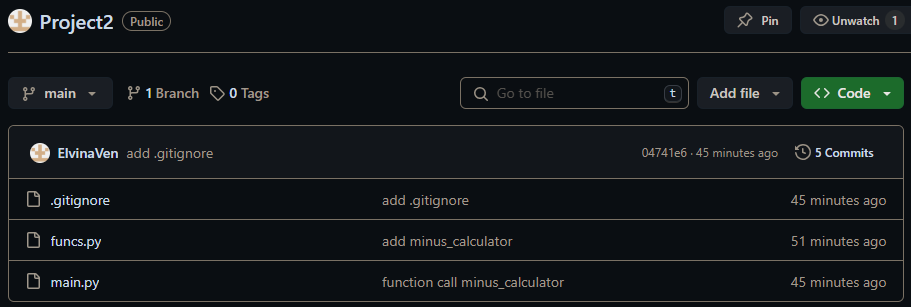 Project2 Public Pin Unwatch 1
main 1 Branch 0 Tags Go to file t Add file Code
ElvinaVen add .gitignore 04741e6 · 45 minutes ago 5 Commits
.gitignore add .gitignore 45 minutes ago
funcs.py add minus_calculator 51 minutes ago
main.py function call minus_calculator 45 minutes ago